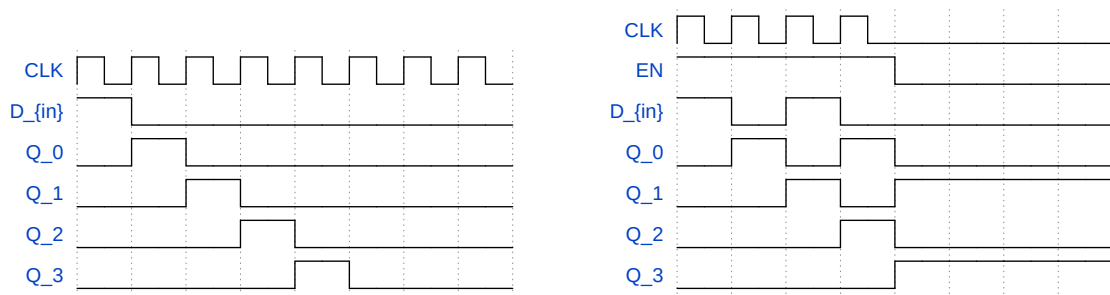 CLK
D_{in}
Q_0
Q_1
Q_2
Q_3
CLK
EN
D_{in}
Q_0
Q_1
Q_2
Q_3